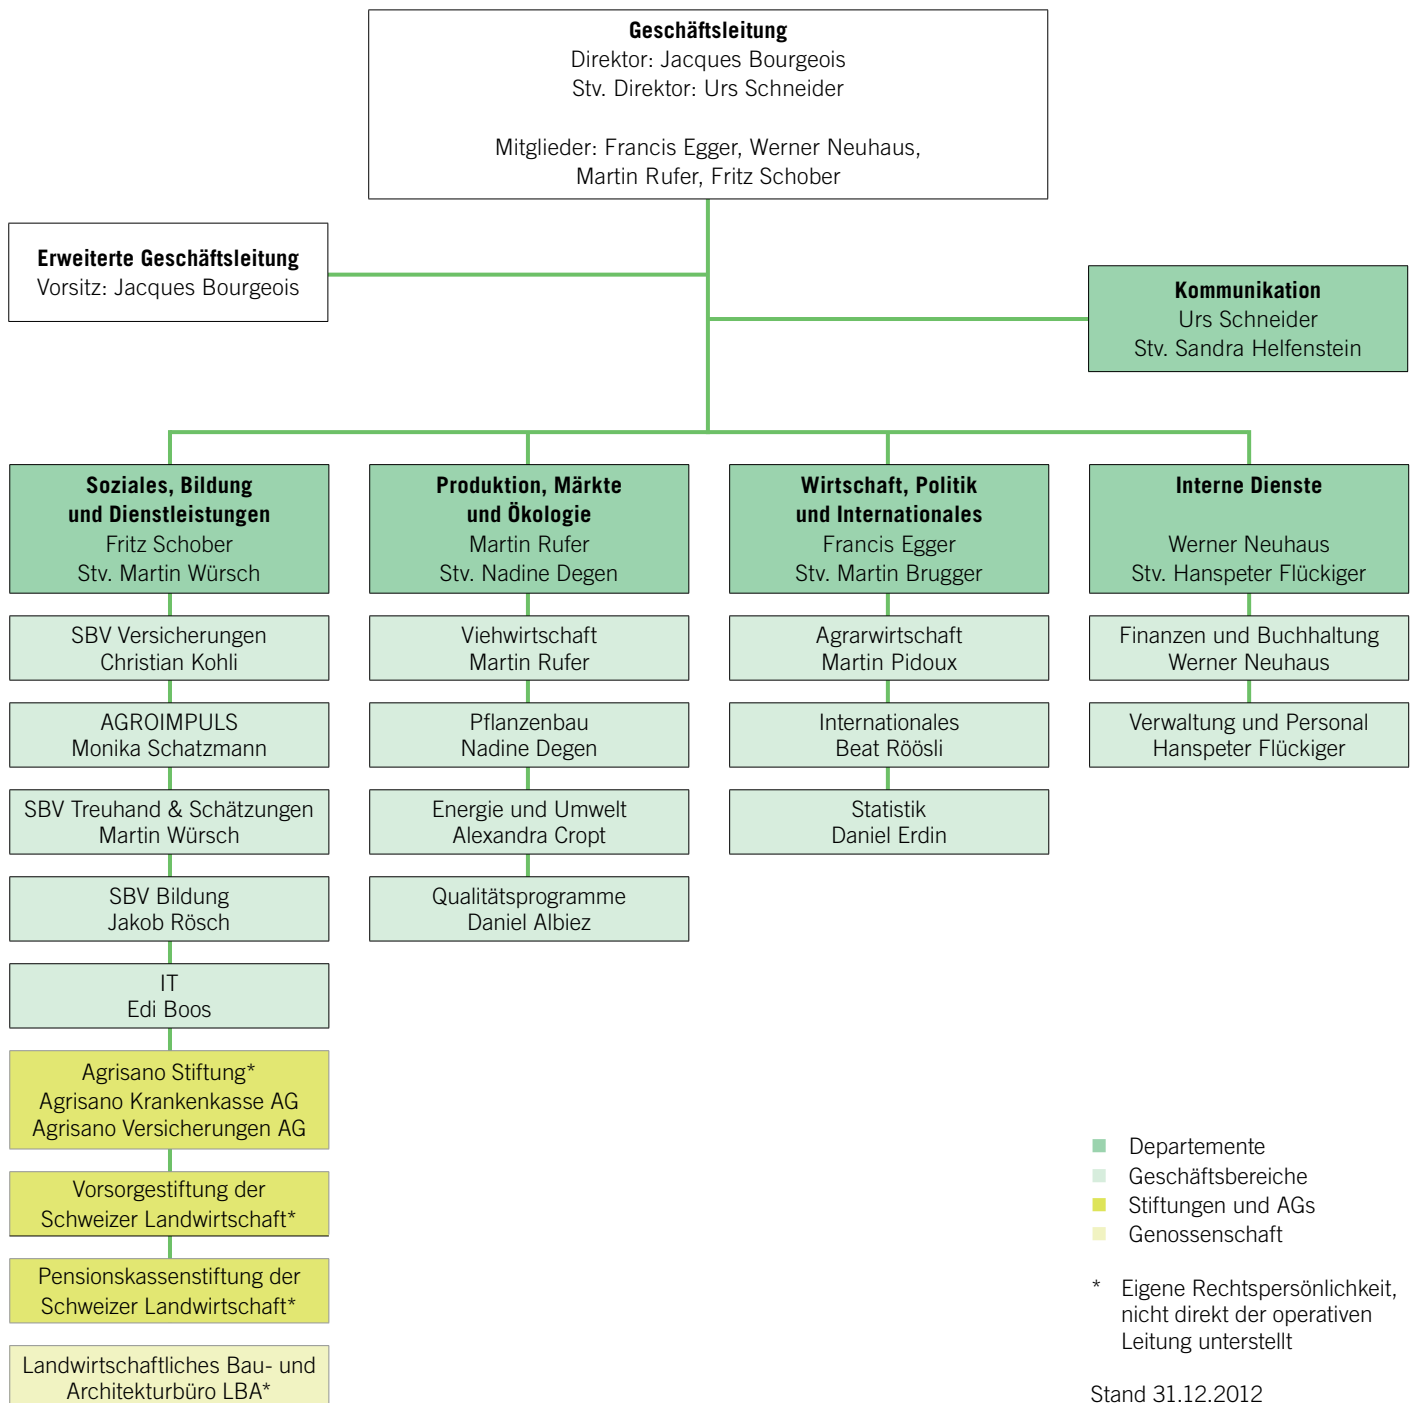 Geschäftsleitung
Direktor: Jacques Bourgeois
Stv. Direktor: Urs Schneider
Mitglieder: Francis Egger, Werner Neuhaus,
Martin Rufer, Fritz Schober
Erweiterte Geschäftsleitung
Vorsitz: Jacques Bourgeois
Kommunikation
Urs Schneider
Stv. Sandra Helfenstein
Soziales, Bildung
und Dienstleistungen
Fritz Schober
Stv. Martin Würsch
SBV Versicherungen
Christian Kohli
AGROIMPULS
Monika Schatzmann
SBV Treuhand & Schätzungen
Martin Würsch
SBV Bildung
Jakob Rösch
IT
Edi Boos
Agrisano Stiftung*
Agrisano Krankenkasse AG
Agrisano Versicherungen AG
Vorsorgestiftung der
Schweizer Landwirtschaft*
Pensionskassenstiftung der
Schweizer Landwirtschaft*
Landwirtschaftliches Bau- und
Architekturbüro LBA*
Produktion, Märkte
und Ökologie
Martin Rufer
Stv. Nadine Degen
Viehwirtschaft
Martin Rufer
Pflanzenbau
Nadine Degen
Energie und Umwelt
Alexandra Cropt
Qualitätsprogramme
Daniel Albiez
Wirtschaft, Politik
und Internationales
Francis Egger
Stv. Martin Brugger
Agrarwirtschaft
Martin Pidoux
Internationales
Beat Röösli
Statistik
Daniel Erdin
Interne Dienste
Werner Neuhaus
Stv. Hanspeter Flückiger
Finanzen und Buchhaltung
Werner Neuhaus
Verwaltung und Personal
Hanspeter Flückiger
Departemente
Geschäftsbereiche
Stiftungen und AGs
Genossenschaft
* Eigene Rechtspersönlichkeit,
nicht direkt der operativen
Leitung unterstellt
Stand 31.12.2012